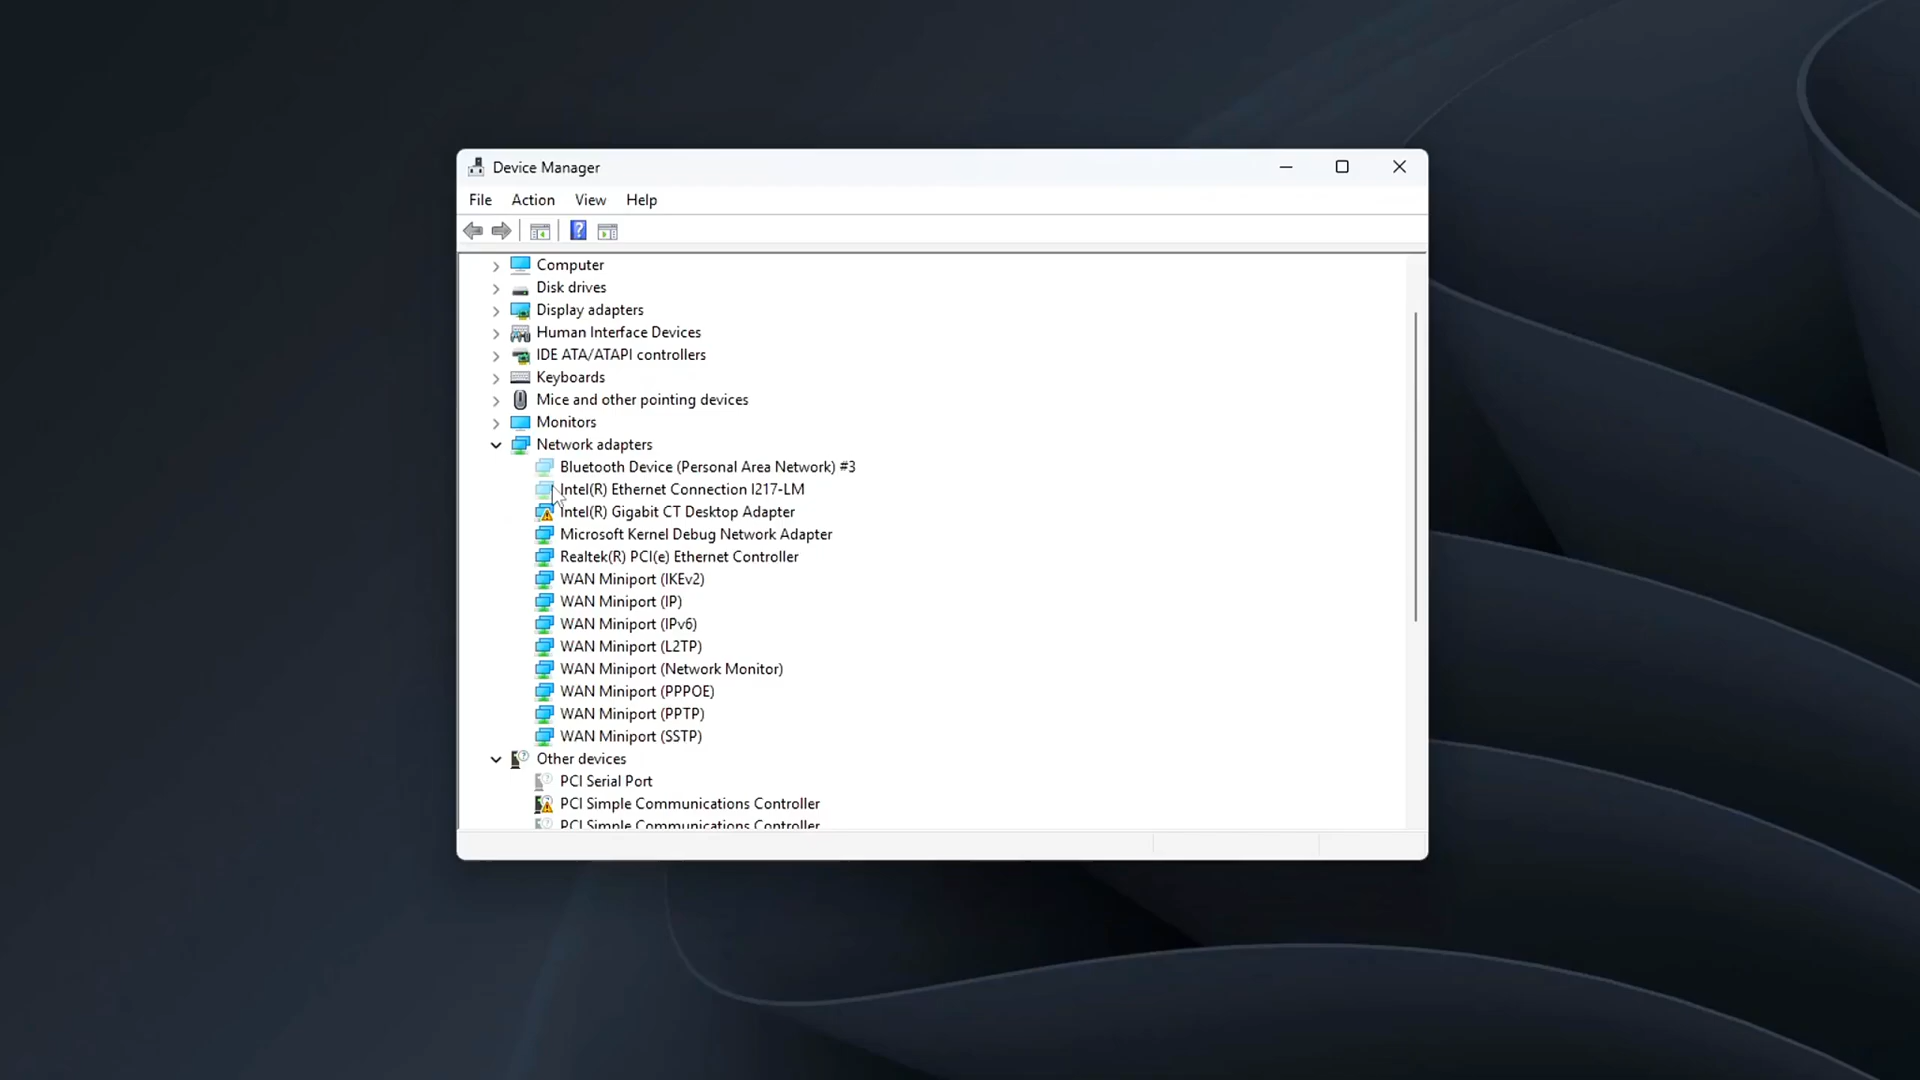 Device Manager
File Action View Help
Computer
Disk drives
Display adapters
Human Interface Devices
IDE ATA/ATAPI controllers
Keyboards
Mice and other pointing devices
Monitors
Network adapters
Bluetooth Device (Personal Area Network) #3
Intel(R) Ethernet Connection I217-LM
Intel(R) Gigabit CT Desktop Adapter
Microsoft Kernel Debug Network Adapter
Realtek(R) PCI(e) Ethernet Controller
WAN Miniport (IKEv2)
WAN Miniport (IP)
WAN Miniport (IPv6)
WAN Miniport (L2TP)
WAN Miniport (Network Monitor)
WAN Miniport (PPPOE)
WAN Miniport (PPTP)
WAN Miniport (SSTP)
Other devices
PCI Serial Port
PCI Simple Communications Controller
PCI Simple Communications Controller